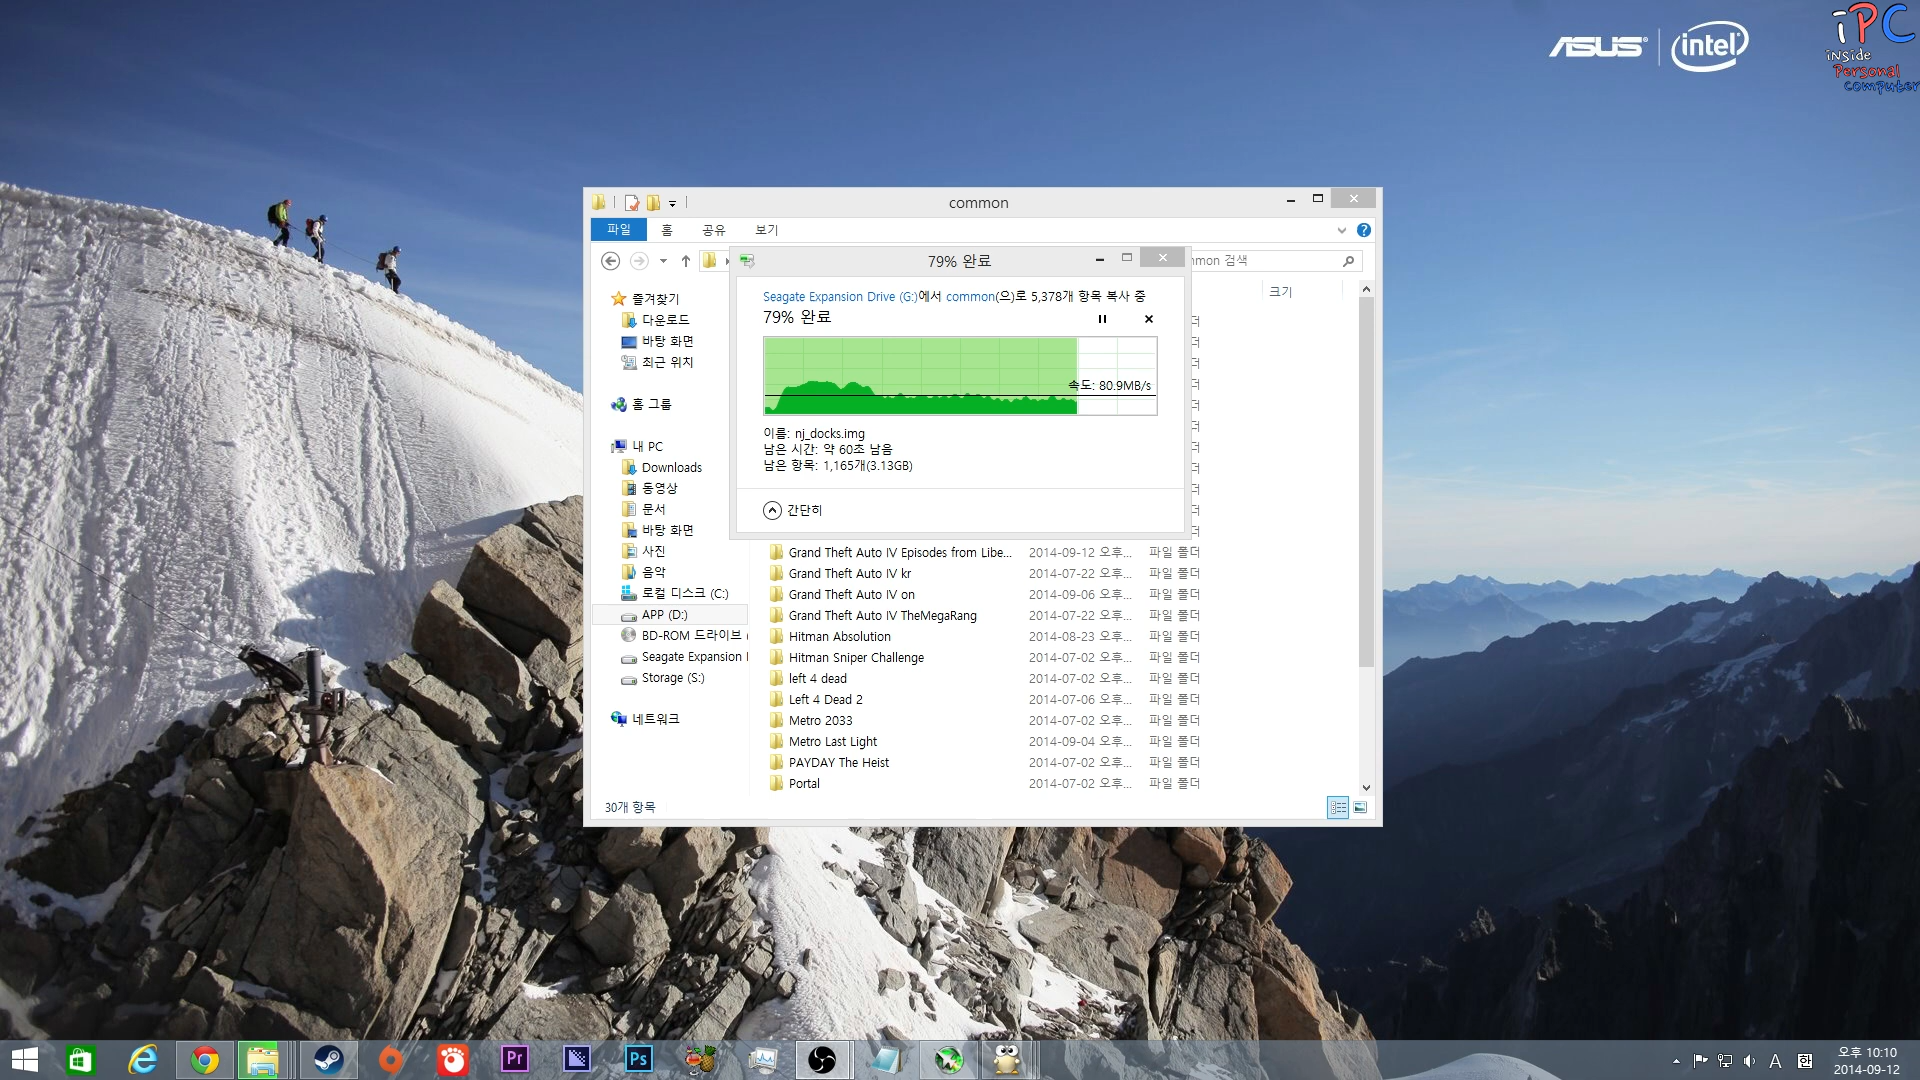 ASUS
intel
iPC
iNside
Personal
computer
common
파일
홈
공유
보기
79% 완료
mmon 검색
Seagate Expansion Drive (G:)에서 common(으)로 5,378개 항목 복사 중
79% 완료
속도: 80.9MB/s
이름: nj_docks.img
남은 시간: 약 60초 남음
남은 항목: 1,165개(3.13GB)
간단히
크기
즐겨찾기
다운로드
바탕 화면
최근 위치
홈 그룹
내 PC
Downloads
동영상
문서
바탕 화면
사진
음악
로컬 디스크 (C:)
APP (D:)
BD-ROM 드라이브 (
Seagate Expansion
Storage (S:)
네트워크
Grand Theft Auto IV Episodes from Libe... 2014-09-12 오후... 파일 폴더
Grand Theft Auto IV kr 2014-07-22 오후... 파일 폴더
Grand Theft Auto IV on 2014-09-06 오후... 파일 폴더
Grand Theft Auto IV TheMegaRang 2014-07-22 오후... 파일 폴더
Hitman Absolution 2014-08-23 오후... 파일 폴더
Hitman Sniper Challenge 2014-07-02 오후... 파일 폴더
left 4 dead 2014-07-02 오후... 파일 폴더
Left 4 Dead 2 2014-07-06 오후... 파일 폴더
Metro 2033 2014-07-02 오후... 파일 폴더
Metro Last Light 2014-09-04 오후... 파일 폴더
PAYDAY The Heist 2014-07-02 오후... 파일 폴더
Portal 2014-07-02 오후... 파일 폴더
30개 항목
Pr
Ps
A
한
오후 10:10
2014-09-12